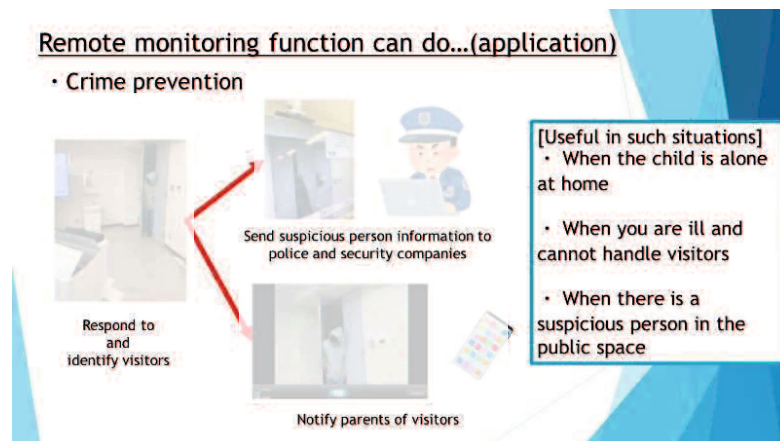 Remote monitoring function can do…(application)
・Crime prevention
Send suspicious person information to
police and security companies
Respond to
and
identify visitors
Notify parents of visitors
[Useful in such situations]
・ When the child is alone
at home
・ When you are ill and
cannot handle visitors
・ When there is a
suspicious person in the
public space